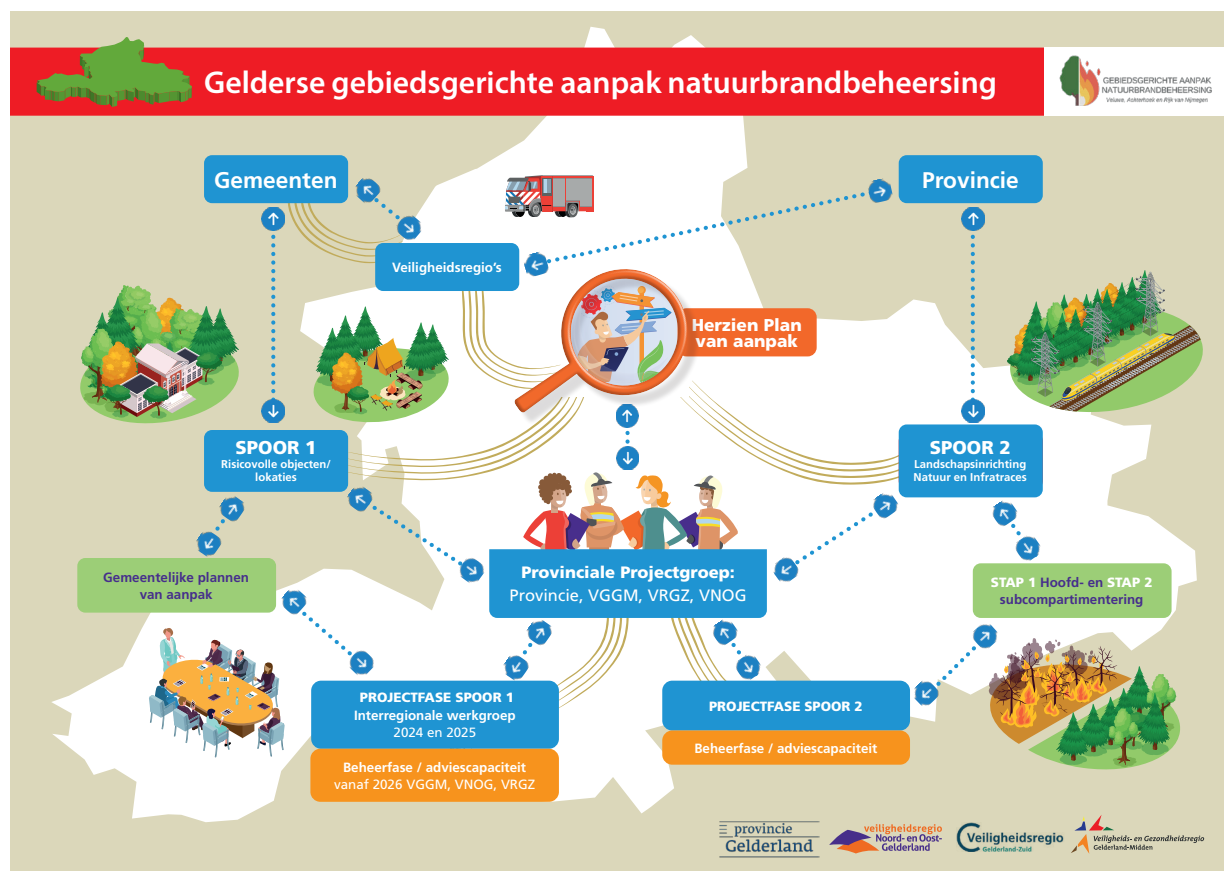 Gelderse gebiedsgerichte aanpak natuurbrandbeheersing
GEBIEDSGERICHTE AANPAK
NATUURBRANDBEHEERSING
Veluwe, Achterhoek en Rijk van Nijmegen
Gemeenten
Provincie
Veiligheidsregio's
Herzien Plan
van aanpak
SPOOR 1
Risicovolle objecten/
lokaties
SPOOR 2
Landschapsinrichting
Natuur en Infratraces
Provinciale Projectgroep:
Provincie, VGGM, VRGZ, VNOG
Gemeentelijke plannen
van aanpak
STAP 1 Hoofd- en STAP 2
subcompartimentering
PROJECTFASE SPOOR 1
Interregionale werkgroep
2024 en 2025
Beheerfase / adviescapaciteit
vanaf 2026 VGGM, VNOG, VRGZ
PROJECTFASE SPOOR 2
Beheerfase / adviescapaciteit
provincie
Gelderland
veiligheidsregio
Noord- en Oost-
Gelderland
Veiligheidsregio
Gelderland-Zuid
Veiligheids- en Gezondheidsregio
Gelderland-Midden